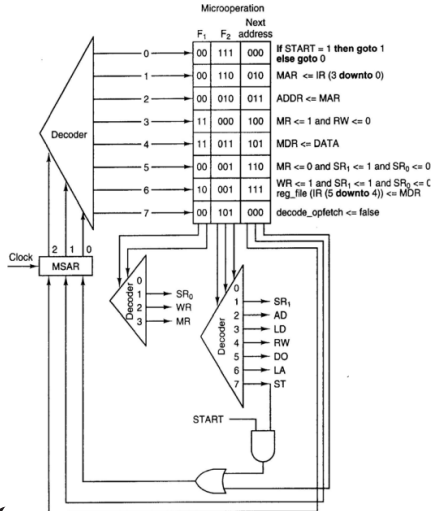 Microoperation
Next
F1 F2 address
0 00 111 000 If START = 1 then goto 1
else goto 0
1 00 110 010 MAR <= IR (3 downto 0)
2 00 010 011 ADDR <= MAR
3 11 000 100 MR <= 1 and RW <= 0
4 11 011 101 MDR <= DATA
5 00 001 110 MR <= 0 and SR1 <= 1 and SR0 <= 0
6 10 001 111 WR <= 1 and SR1 <= 1 and SR0 <=
reg_file (IR (5 downto 4)) <= MDR
7 00 101 000 decode_opfetch <= false
Decoder
2 1 0
Clock
MSAR
Decoder
0
1 SR0
2 WR
3 MR
Decoder
0
1 SR1
2 AD
3 LD
4 RW
5 DO
6 LA
7 ST
START